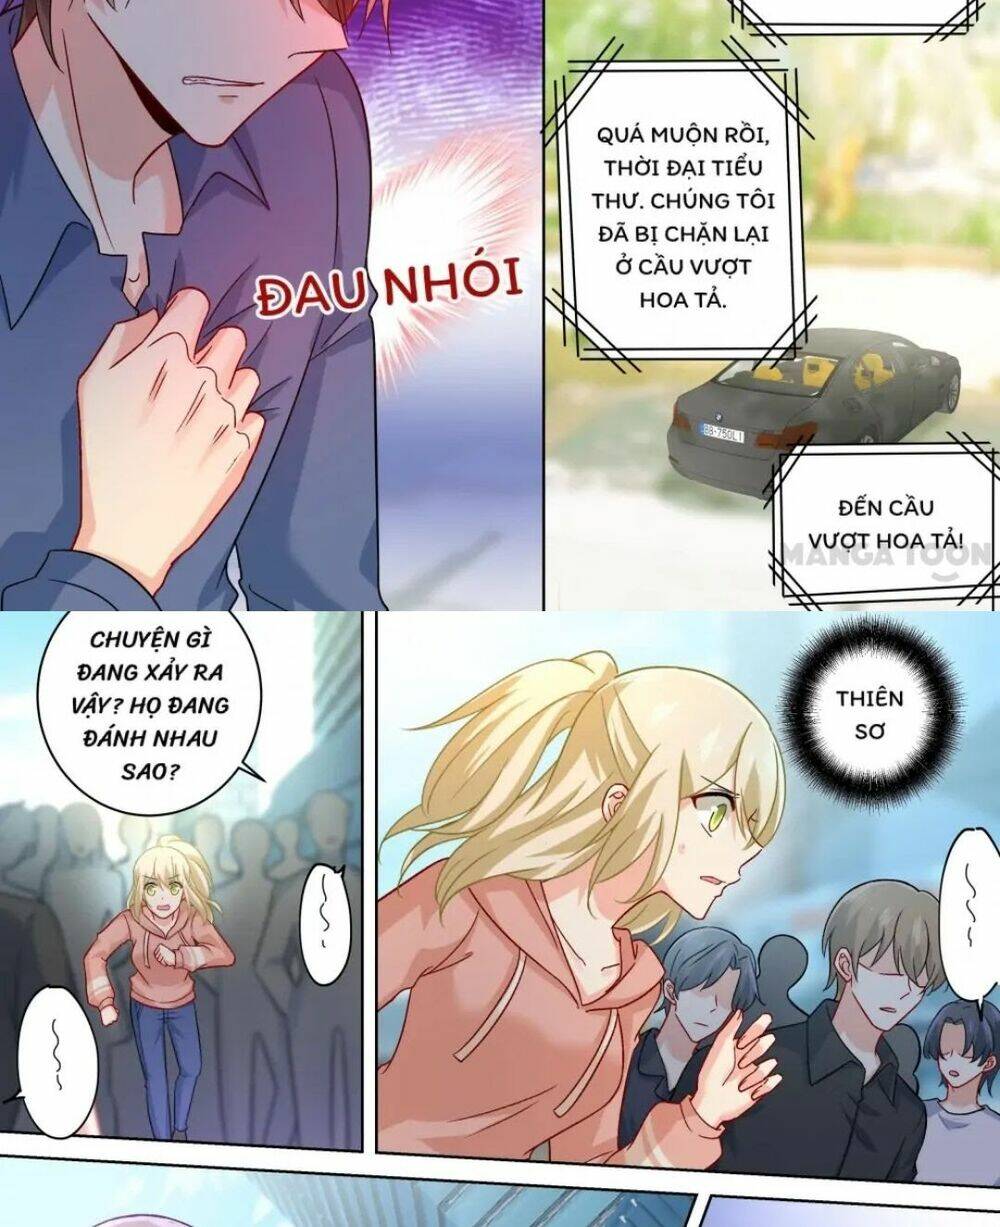 ĐAU NHÓI
QUÁ MUỘN RỒI,
THỜI ĐẠI TIỂU
THƯ. CHÚNG TÔI
ĐÃ BỊ CHẶN LẠI
Ở CẦU VƯỢT
HOA TẢ.
BB-750LI
ĐẾN CẦU
VƯỢT HOA TẢ!
MANGA TOON
CHUYỆN GÌ
ĐANG XẢY RA
VẬY? HỌ ĐANG
ĐÁNH NHAU
SAO?
THIÊN
SƠ